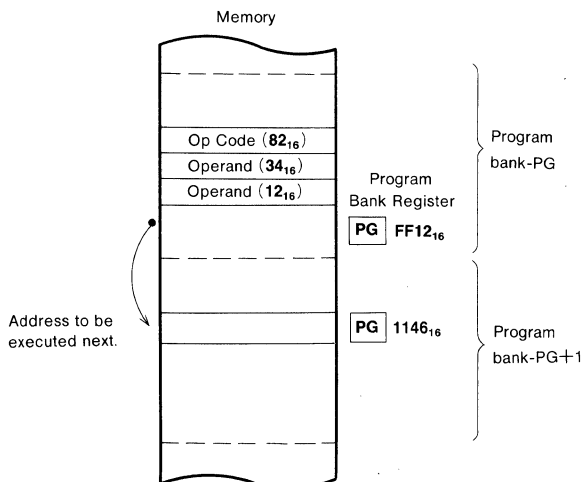 Memory
Op Code (82₁₆)
Operand (34₁₆)
Operand (12₁₆)
Program
bank-PG
Program
Bank Register
PG FF12₁₆
Address to be
executed next.
PG 1146₁₆
Program
bank-PG+1